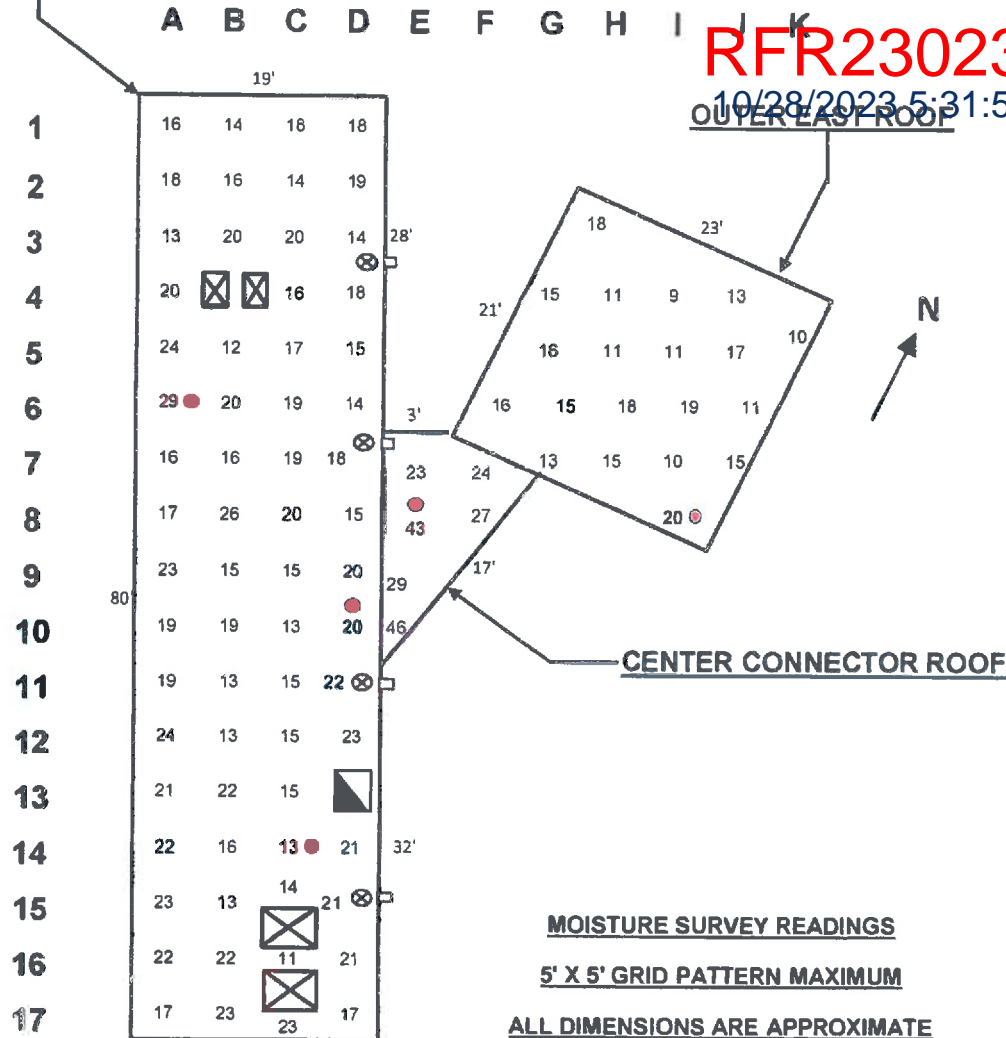 A B C D E F G H I J K
RFR23023
10/28/2023 5:31:5
OUTER EAST ROOF
19'
1 16 14 18 18
2 18 16 14 19
3 13 20 20 14 28' 18 23'
4 20 16 18 15 11 9 13
21' 10 N
5 24 12 17 15 16 11 11 17
6 29 20 19 14 16 15 18 19 11
3'
7 16 16 19 18 23 24 13 15 10 15
8 17 26 20 15 43 27 20
9 23 15 15 20 29 17'
80'
10 19 19 13 20 46
CENTER CONNECTOR ROOF
11 19 13 15 22
12 24 13 15 23
13 21 22 15
14 22 16 13 21 32'
14
15 23 13 21
MOISTURE SURVEY READINGS
16 22 22 11 21
5' X 5' GRID PATTERN MAXIMUM
17 17 23 23 17
ALL DIMENSIONS ARE APPROXIMATE